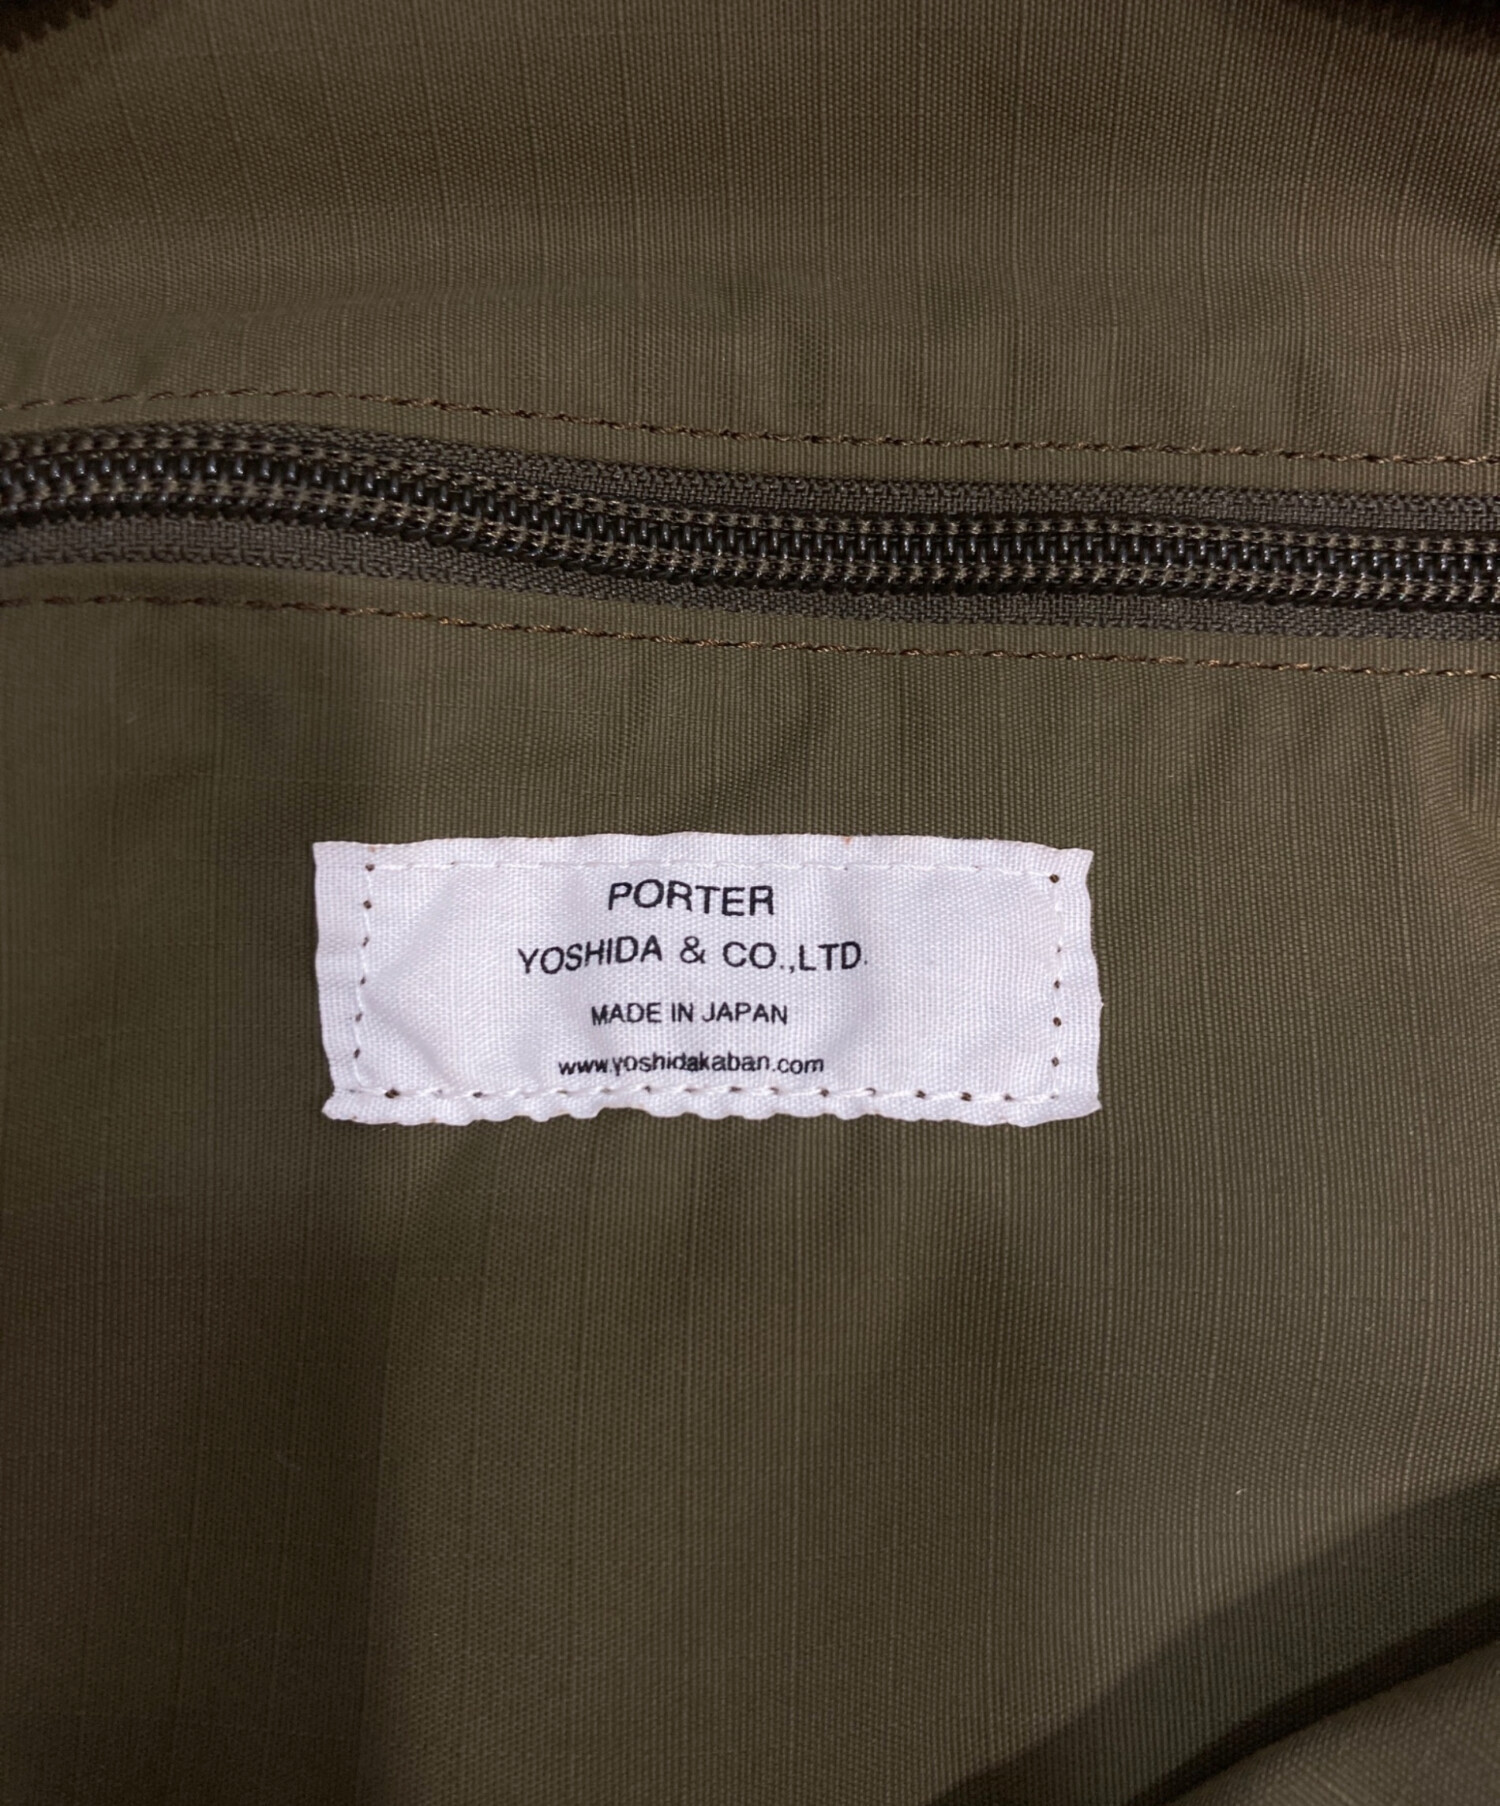 PORTER
YOSHIDA & CO.,LTD.
MADE IN JAPAN
www.yoshidakaban.com